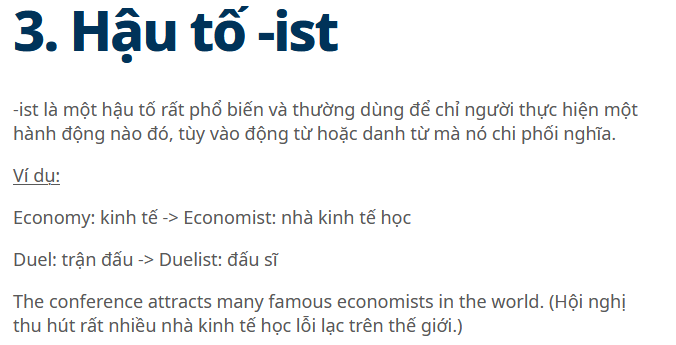 3. Hậu tố -ist
-ist là một hậu tố rất phổ biến và thường dùng để chỉ người thực hiện một
hành động nào đó, tùy vào động từ hoặc danh từ mà nó chi phối nghĩa.
Ví dụ:
Economy: kinh tế -> Economist: nhà kinh tế học
Duel: trận đấu -> Duelist: đấu sĩ
The conference attracts many famous economists in the world. (Hội nghị
thu hút rất nhiều nhà kinh tế học lỗi lạc trên thế giới.)